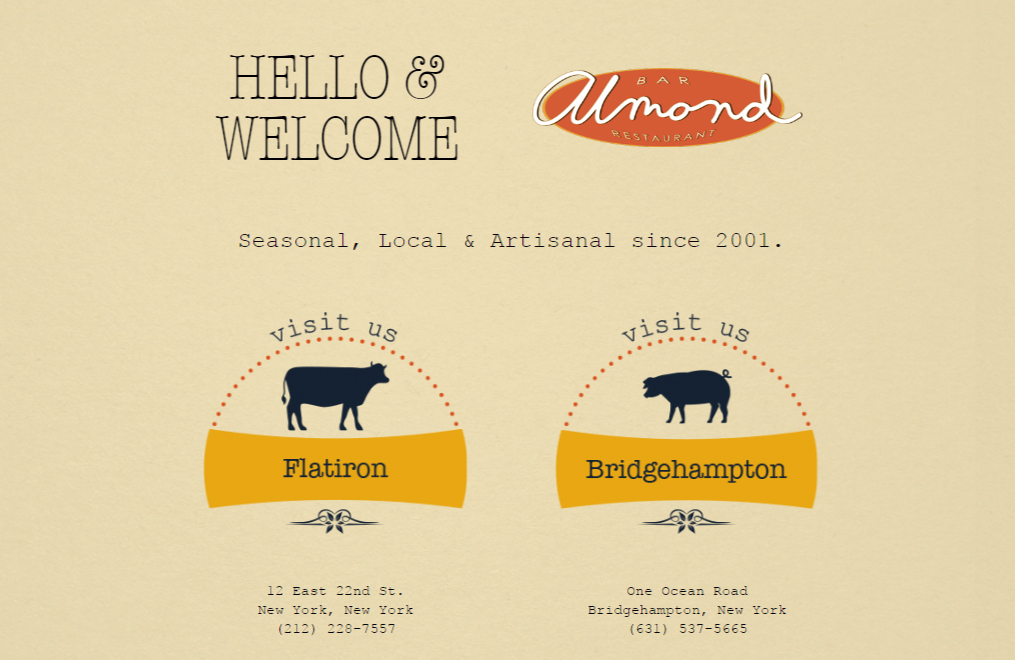 HELLO &
WELCOME
BAR
Almond
RESTAURANT
Seasonal, Local & Artisanal since 2001.
visit us
Flatiron
12 East 22nd St.
New York, New York
(212) 228-7557
visit us
Bridgehampton
One Ocean Road
Bridgehampton, New York
(631) 537-5665